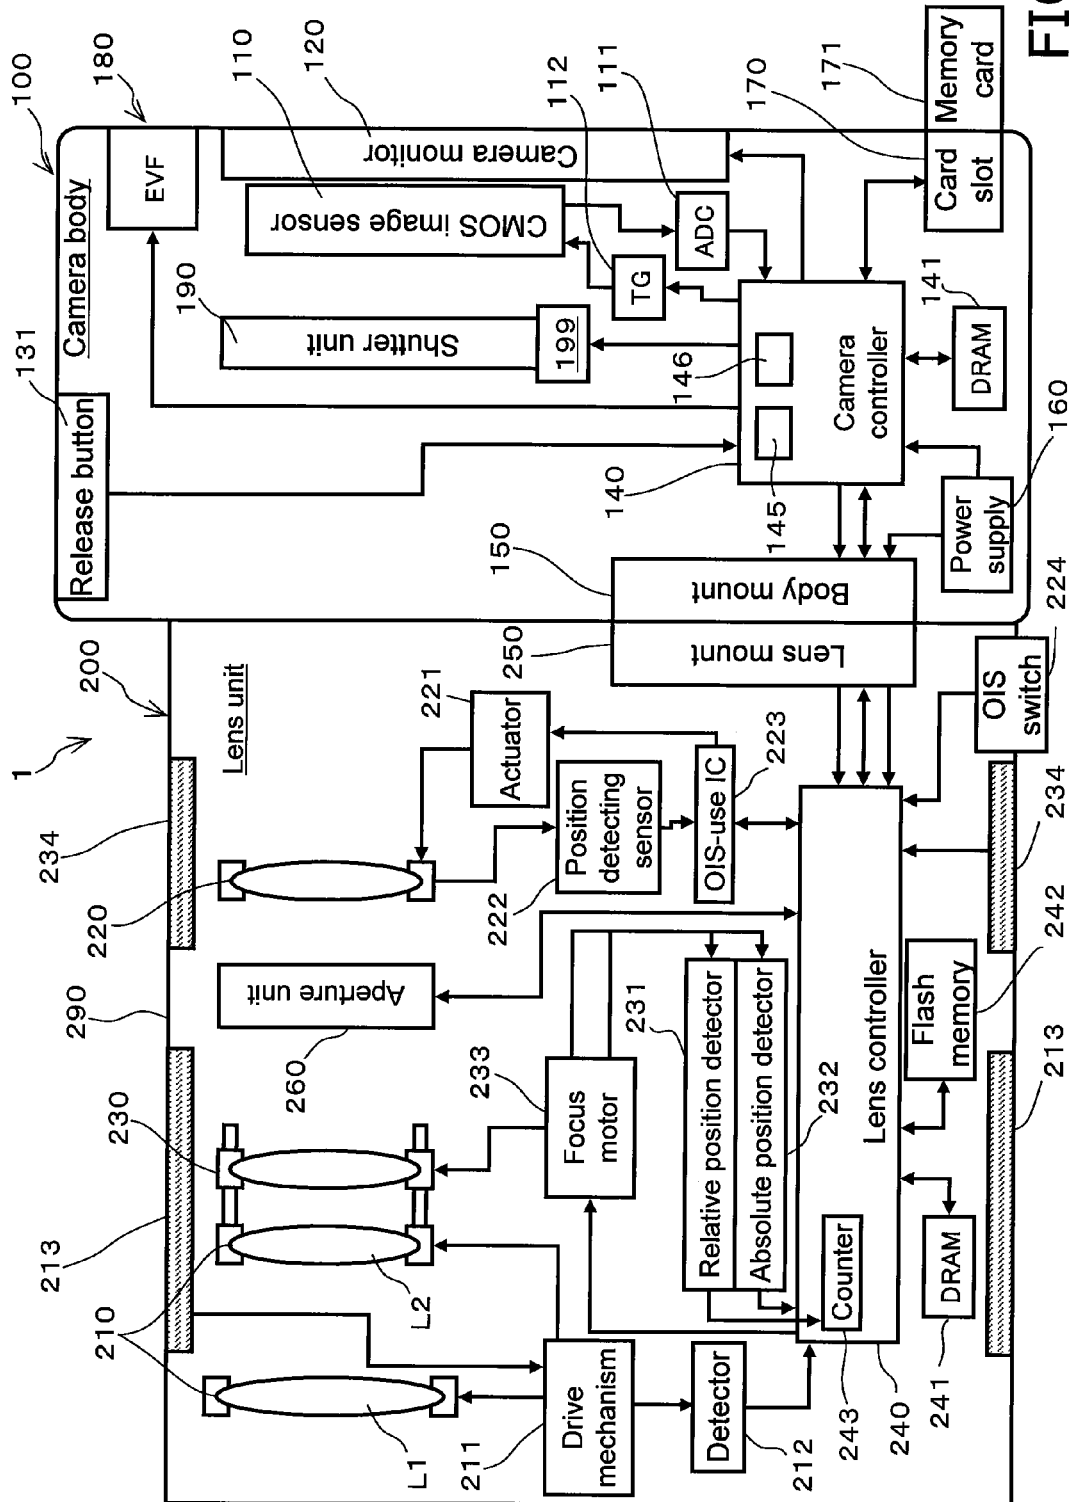 FIG
1
100
Camera body
180
EVF
110
120
112
111
170
171
Camera monitor
CMOS image sensor
ADC
TG
Card
slot
Memory
card
131
Release button
190
Shutter unit
199
146
145
140
Camera
controller
141
DRAM
160
Power
supply
150
Body mount
250
Lens mount
200
Lens unit
234
220
221
Actuator
222
Position
detecting
sensor
223
OIS-use IC
224
OIS
switch
234
290
Aperture unit
260
230
213
210
L2
L1
233
Focus
motor
231
Relative position detector
Absolute position detector
232
Lens controller
242
Flash
memory
213
211
Drive
mechanism
Detector
212
Counter
243
240
DRAM
241